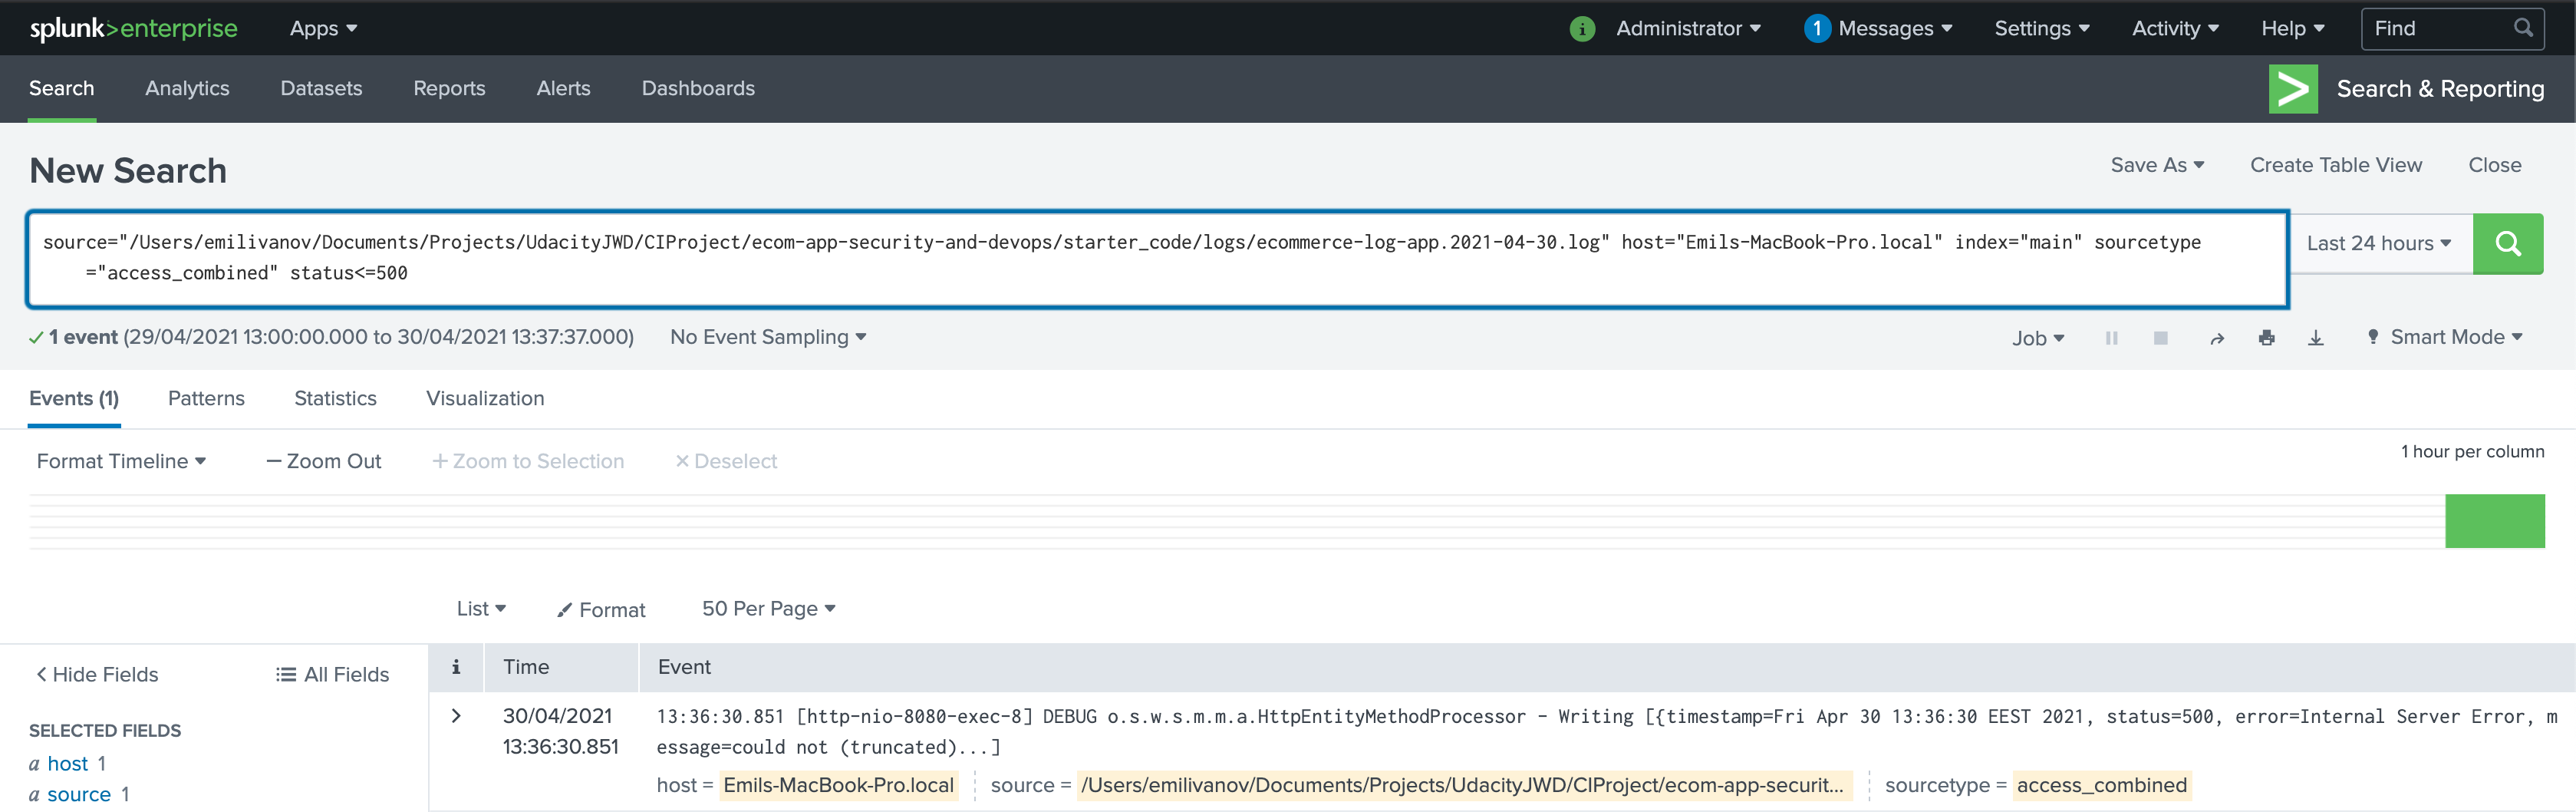 splunk>enterprise Apps i Administrator 1 Messages Settings Activity Help Find
Search Analytics Datasets Reports Alerts Dashboards > Search & Reporting
New Search Save As Create Table View Close
source="/Users/emilivanov/Documents/Projects/UdacityJWD/CIProject/ecom-app-security-and-devops/starter_code/logs/ecommerce-log-app.2021-04-30.log" host="Emils-MacBook-Pro.local" index="main" sourcetype
="access_combined" status<=500
Last 24 hours
1 event (29/04/2021 13:00:00.000 to 30/04/2021 13:37:37.000) No Event Sampling Job Smart Mode
Events (1) Patterns Statistics Visualization
Format Timeline — Zoom Out + Zoom to Selection × Deselect 1 hour per column
List Format 50 Per Page
< Hide Fields All Fields i Time Event
SELECTED FIELDS
a host 1
a source 1
> 30/04/2021
13:36:30.851
13:36:30.851 [http-nio-8080-exec-8] DEBUG o.s.w.s.m.m.a.HttpEntityMethodProcessor - Writing [{timestamp=Fri Apr 30 13:36:30 EEST 2021, status=500, error=Internal Server Error, m
essage=could not (truncated)...]
host = Emils-MacBook-Pro.local source = /Users/emilivanov/Documents/Projects/UdacityJWD/CIProject/ecom-app-securit... sourcetype = access_combined